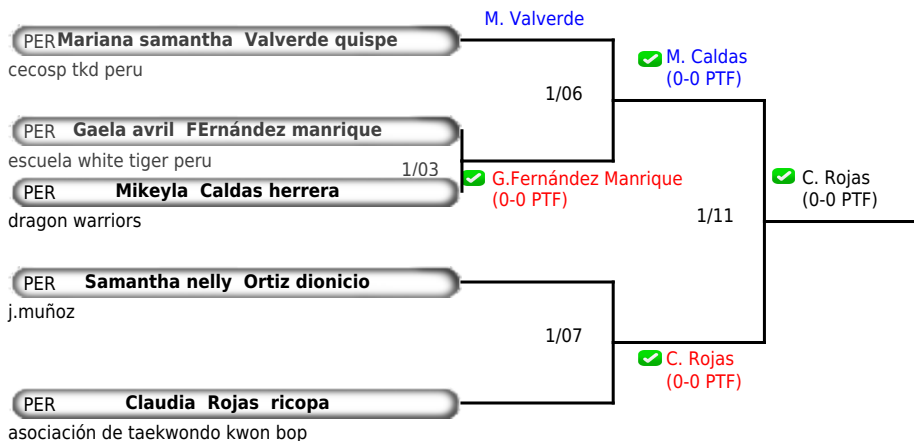 M. Valverde
PER Mariana samantha Valverde quispe
cecosp tkd peru
M. Caldas
(0-0 PTF)
1/06
PER Gaela avril FErnández manrique
escuela white tiger peru
1/03
G.Fernández Manrique
(0-0 PTF)
C. Rojas
(0-0 PTF)
PER Mikeyla Caldas herrera
dragon warriors
1/11
PER Samantha nelly Ortiz dionicio
j.muñoz
1/07
C. Rojas
(0-0 PTF)
PER Claudia Rojas ricopa
asociación de taekwondo kwon bop